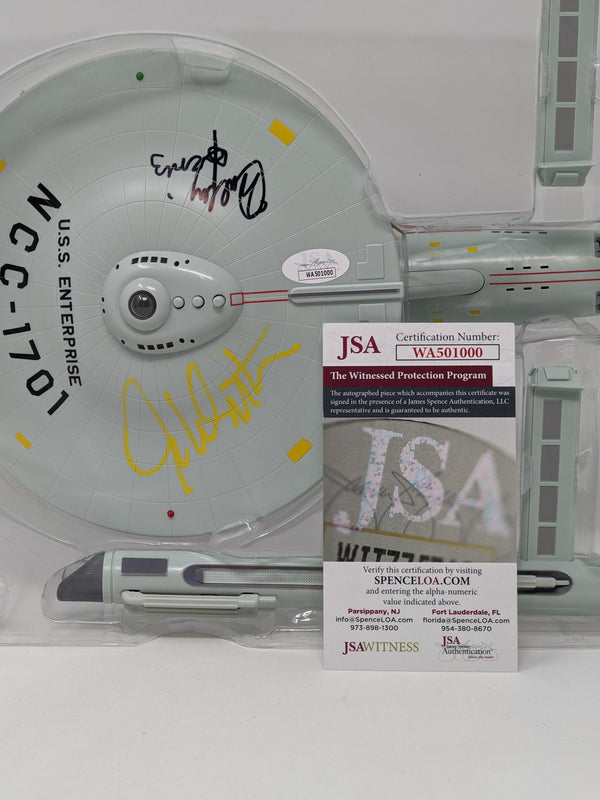 NCC-1701
U.S.S. ENTERPRISE
WA501000
JSA
Certification Number:
WA501000
The Witnessed Protection Program
The autographed piece which accompanies this certificate was
signed in the presence of a James Spence Authentication, LLC
representative and is guaranteed to be authentic.
JSA
Verify this certification by visiting
SPENCELOA.COM
and entering the alpha-numeric
value indicated above.
Parsippany, NJ
info@SpenceLOA.com
973-898-1300
Fort Lauderdale, FL
florida@SpenceLOA.com
954-380-8670
JSAWITNESS
JSA
Authentication